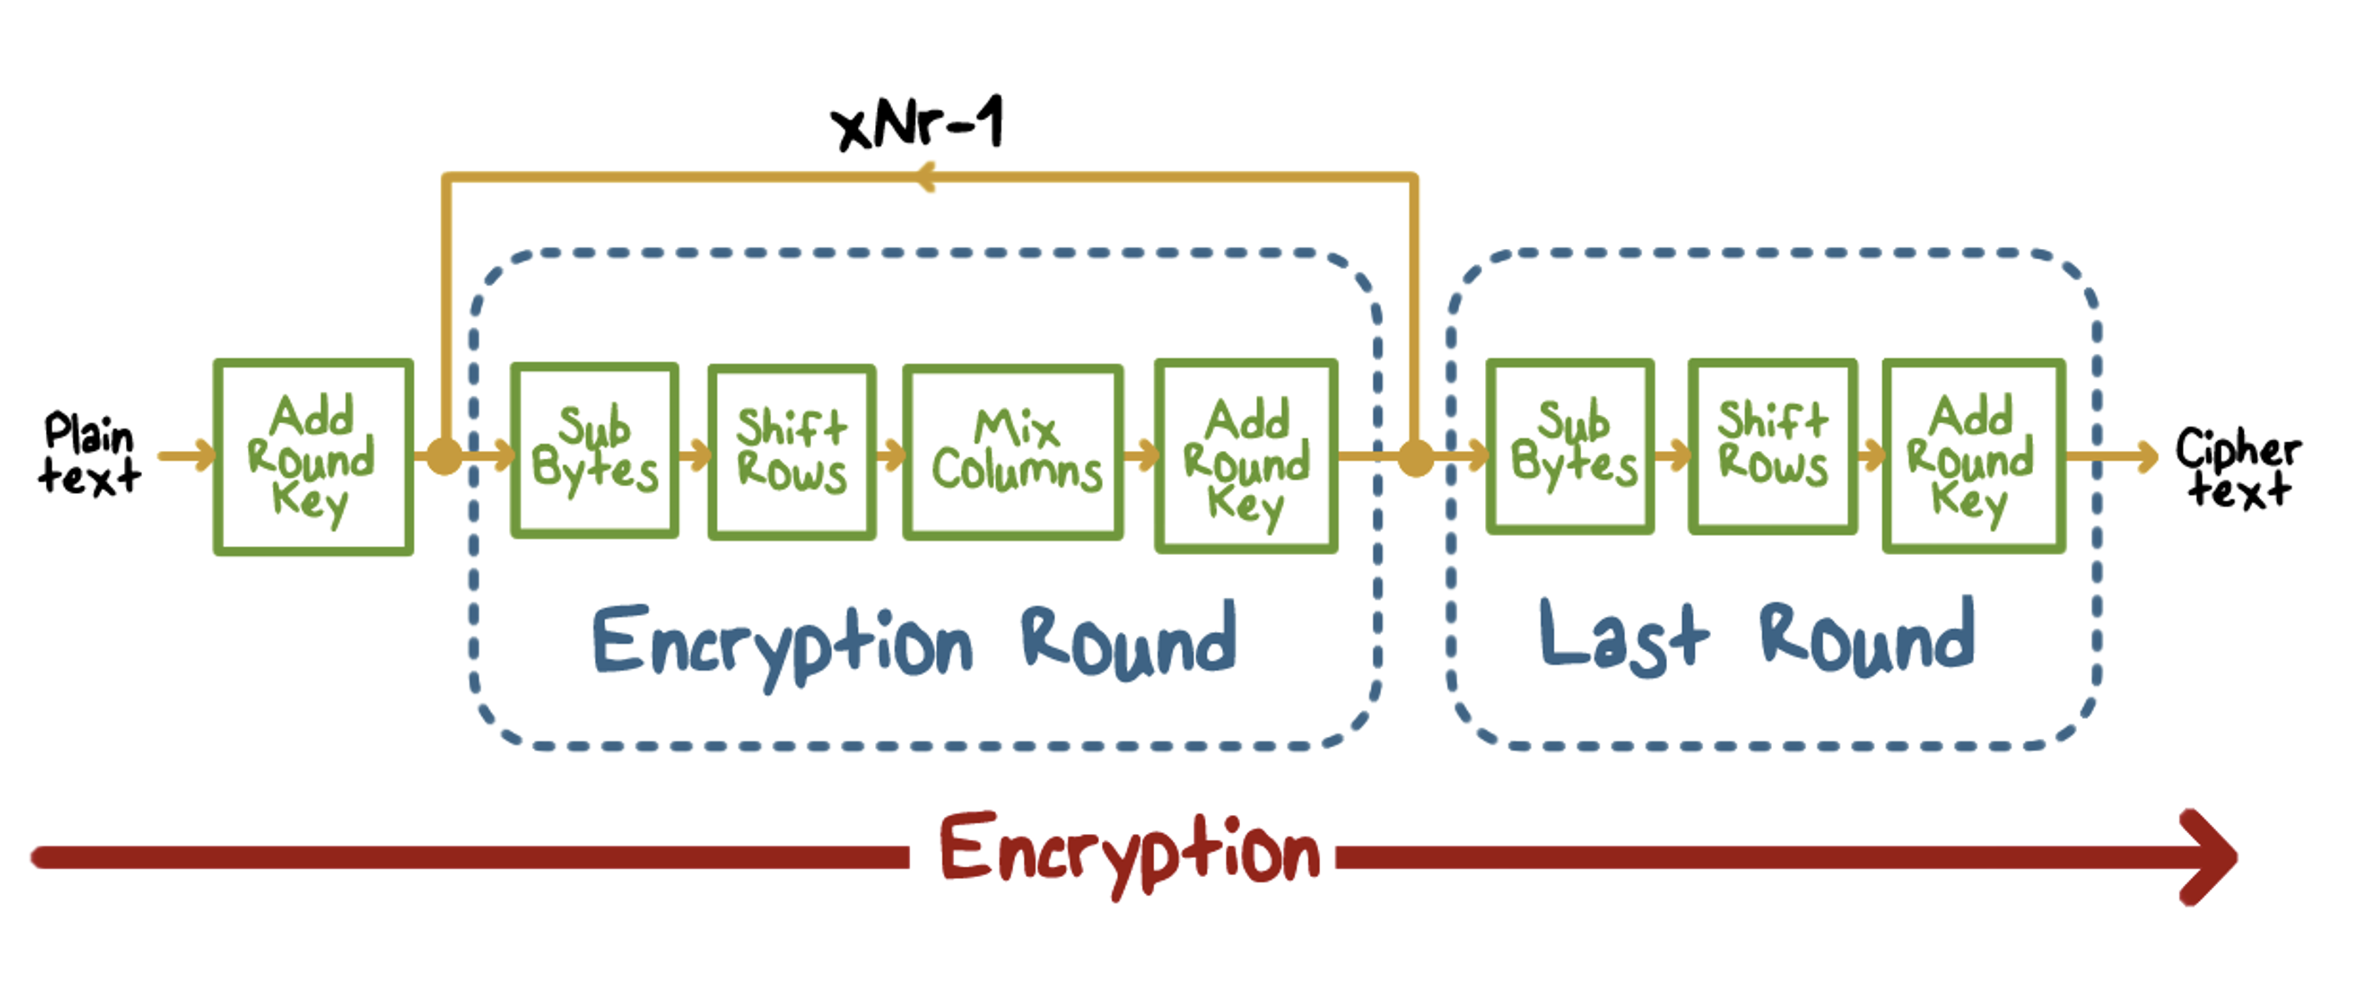 xNr-1
Plain
text
Add
Round
Key
Sub
Bytes
Shift
Rows
Mix
Columns
Add
Round
Key
Sub
Bytes
Shift
Rows
Add
Round
Key
Cipher
text
Encryption Round
Last Round
Encryption